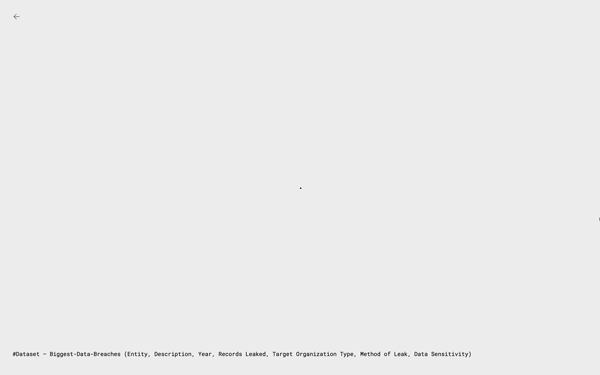 #Dataset – Biggest-Data-Breaches (Entity, Description, Year, Records Leaked, Target Organization Type, Method of Leak, Data Sensitivity)